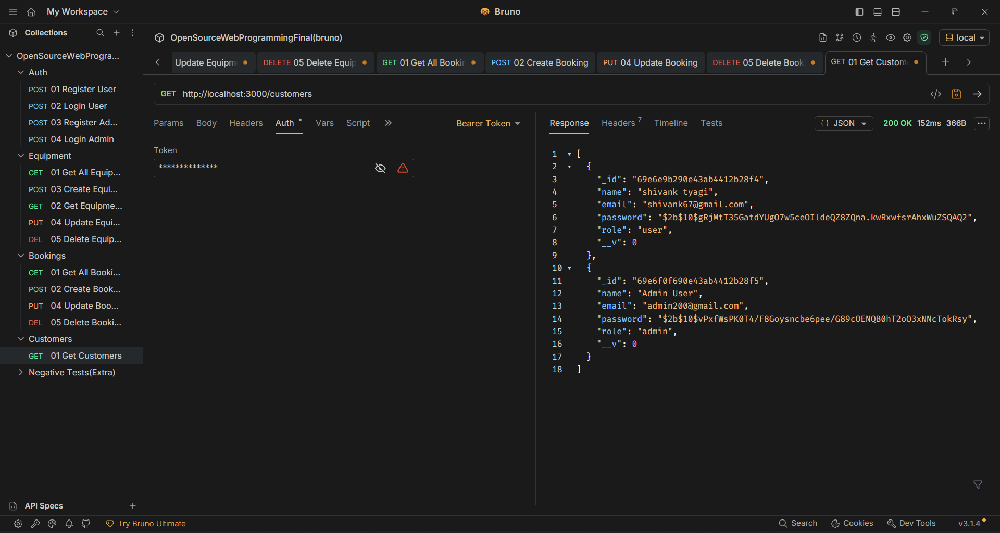 My Workspace
Bruno
Collections
OpenSourceWebProgra...
Auth
POST 01 Register User
POST 02 Login User
POST 03 Register Ad...
POST 04 Login Admin
Equipment
GET 01 Get All Equip...
POST 03 Create Equi...
GET 02 Get Equipme...
PUT 04 Update Equi...
DEL 05 Delete Equip...
Bookings
GET 01 Get All Booki...
POST 02 Create Book...
PUT 04 Update Boo...
DEL 05 Delete Booki...
Customers
GET 01 Get Customers
Negative Tests(Extra)
API Specs
OpenSourceWebProgrammingFinal(bruno)
local
Update Equipm
DELETE 05 Delete Equip
GET 01 Get All Bookin
POST 02 Create Booking
PUT 04 Update Booking
DELETE 05 Delete Book
GET 01 Get Custom
GET http://localhost:3000/customers
Params Body Headers Auth Vars Script
Bearer Token
Token
**************
Response Headers 7 Timeline Tests
{ } JSON
200 OK 152ms 366B
1 [
2 {
3 "_id": "69e6e9b290e43ab4412b28f4",
4 "name": "shivank tyagi",
5 "email": "shivank67@gmail.com",
6 "password": "$2b$10$gRjMtT35GatdYUgO7w5ceOIldeQZ8ZQna.kwRxwfsrAhxWuZSQAQ2",
7 "role": "user",
8 "__v": 0
9 },
10 {
11 "_id": "69e6f0f690e43ab4412b28f5",
12 "name": "Admin User",
13 "email": "admin200@gmail.com",
14 "password": "$2b$10$vPxfWsPK0T4/F8Goysncbe6pee/G89cOENQB0hT2oO3xNNcTokRsy",
15 "role": "admin",
16 "__v": 0
17 }
18 ]
Try Bruno Ultimate
Search
Cookies
Dev Tools
v3.1.4